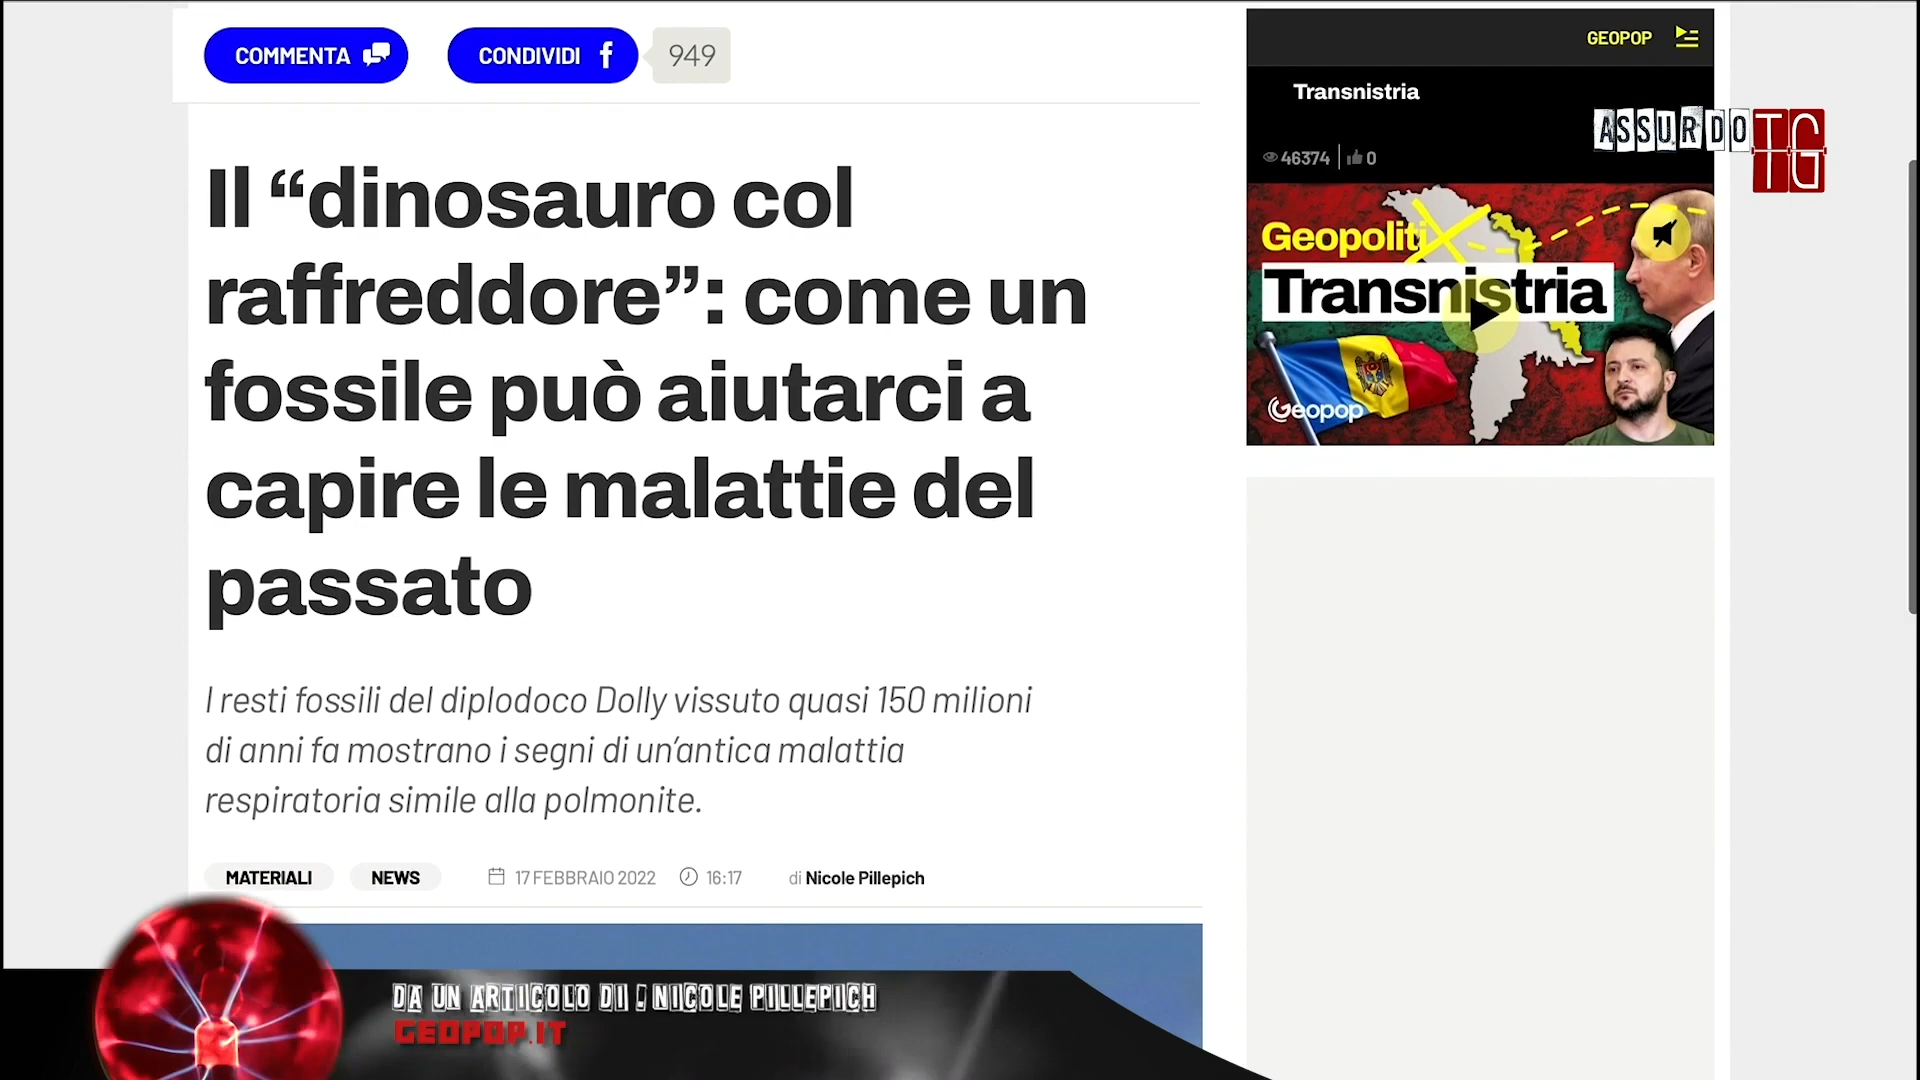 COMMENTA
CONDIVIDI
949
Il “dinosauro col
raffreddore”: come un
fossile può aiutarci a
capire le malattie del
passato
I resti fossili del diplodoco Dolly vissuto quasi 150 milioni
di anni fa mostrano i segni di un’antica malattia
respiratoria simile alla polmonite.
MATERIALI NEWS 17 FEBBRAIO 2022 16:17 di Nicole Pillepich
GEOPOP
Transnistria
46374 0
ASSURDO TG
Geopoliti
Transnistria
Geopop
DA UN ARTICOLO DI : NICOLE PILLEPICH
GEOPOP.IT